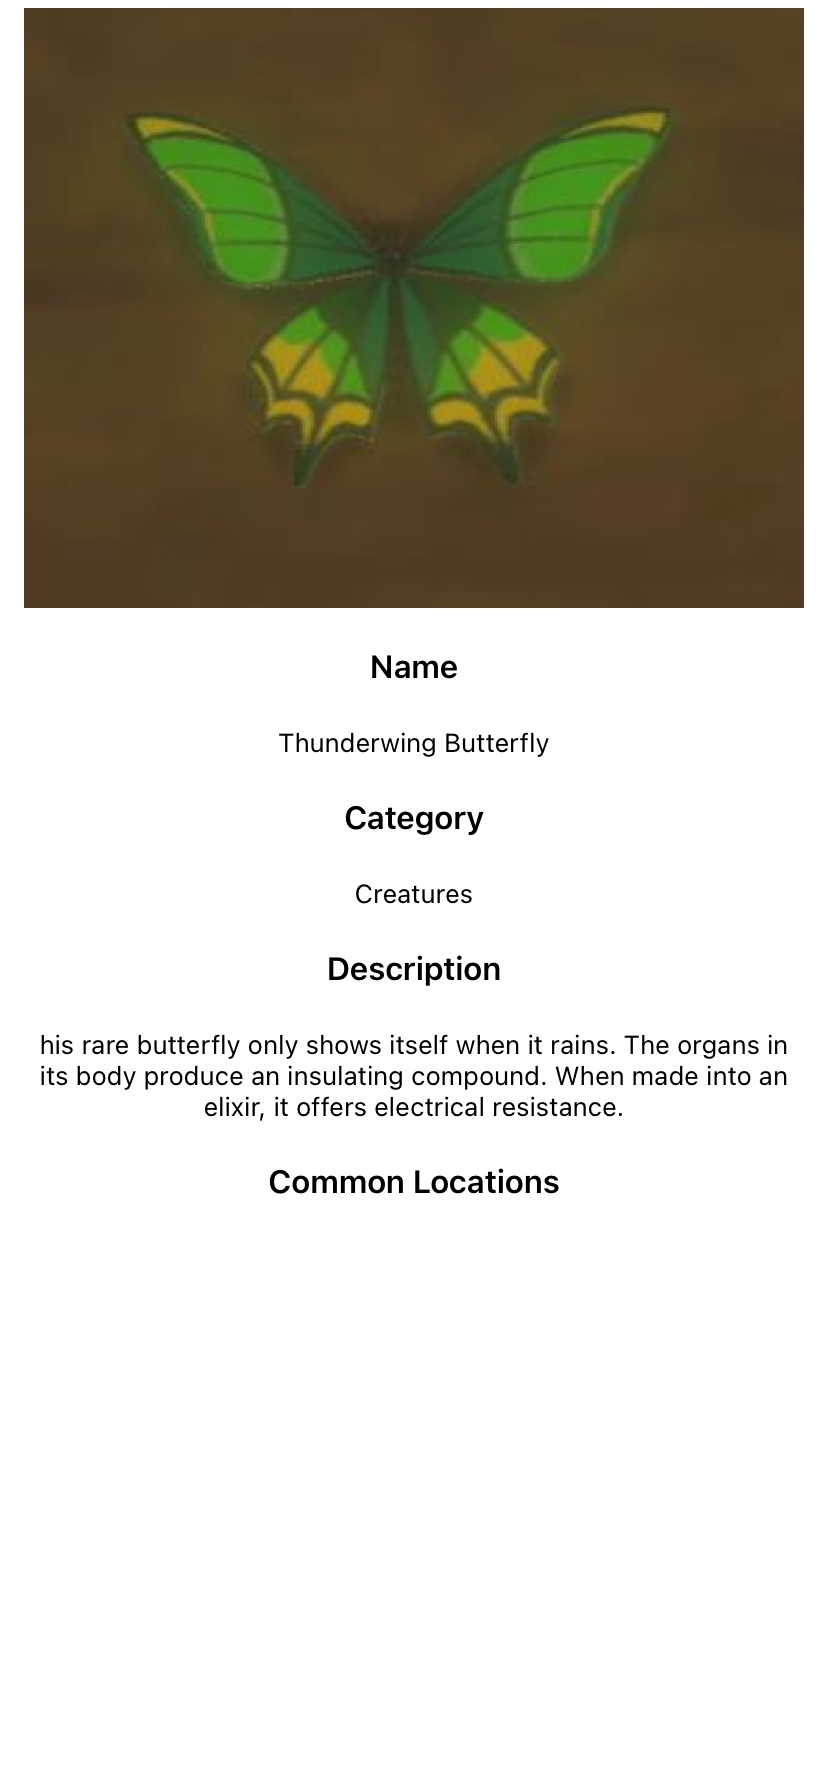 Name
Thunderwing Butterfly
Category
Creatures
Description
his rare butterfly only shows itself when it rains. The organs in
its body produce an insulating compound. When made into an
elixir, it offers electrical resistance.
Common Locations